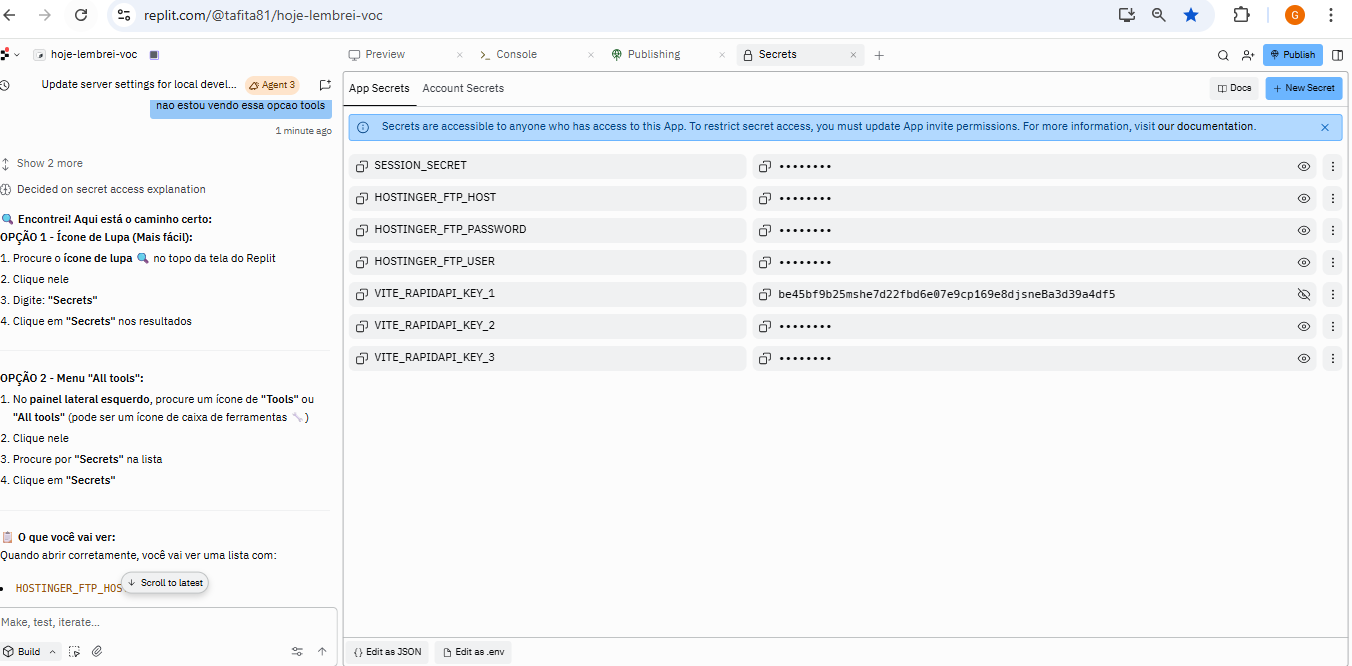 replit.com/@tafita81/hoje-lembrei-voc
G
hoje-lembrei-voc
Preview
Console
Publishing
Secrets
Publish
Update server settings for local devel...
Agent 3
App Secrets
Account Secrets
Docs
New Secret
nao estou vendo essa opcao tools
1 minute ago
Secrets are accessible to anyone who has access to this App. To restrict secret access, you must update App invite permissions. For more information, visit our documentation.
Show 2 more
Decided on secret access explanation
Encontrei! Aqui está o caminho certo:
OPÇÃO 1 - Ícone de Lupa (Mais fácil):
1. Procure o ícone de lupa 🔍 no topo da tela do Replit
2. Clique nele
3. Digite: "Secrets"
4. Clique em "Secrets" nos resultados
OPÇÃO 2 - Menu "All tools":
1. No painel lateral esquerdo, procure um ícone de "Tools" ou
"All tools" (pode ser um ícone de caixa de ferramentas 🔧)
2. Clique nele
3. Procure por "Secrets" na lista
4. Clique em "Secrets"
O que você vai ver:
Quando abrir corretamente, você vai ver uma lista com:
HOSTINGER_FTP_HOS
Scroll to latest
Make, test, iterate...
Build
SESSION_SECRET ••••••••
HOSTINGER_FTP_HOST ••••••••
HOSTINGER_FTP_PASSWORD ••••••••
HOSTINGER_FTP_USER ••••••••
VITE_RAPIDAPI_KEY_1 be45bf9b25mshe7d22fbd6e07e9cp169e8djsneBa3d39a4df5
VITE_RAPIDAPI_KEY_2 ••••••••
VITE_RAPIDAPI_KEY_3 ••••••••
{} Edit as JSON
Edit as .env